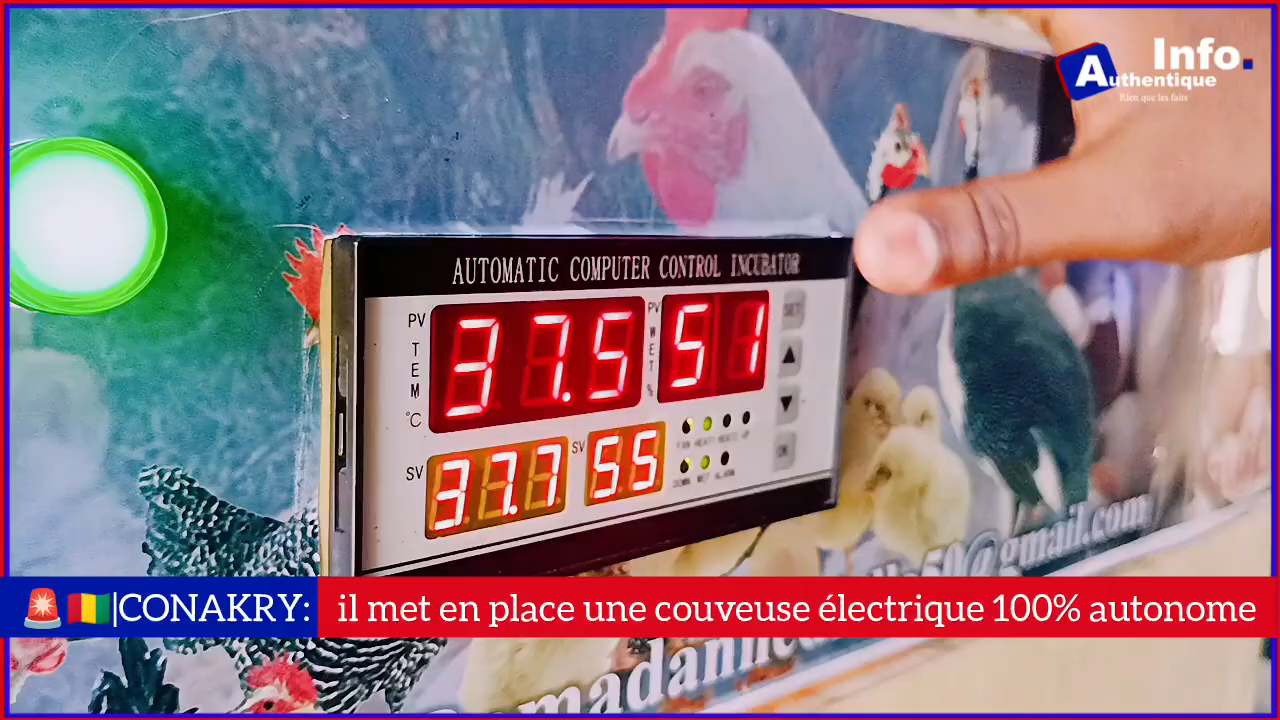 Info.
Authentique
Rien que les faits
AUTOMATIC COMPUTER CONTROL INCUBATOR
PV
TEM
°C
37.5
PV
WET
%
51
SET
SV
37.7
SV
55
OK
@gmail.com
CONAKRY: il met en place une couveuse électrique 100% autonome